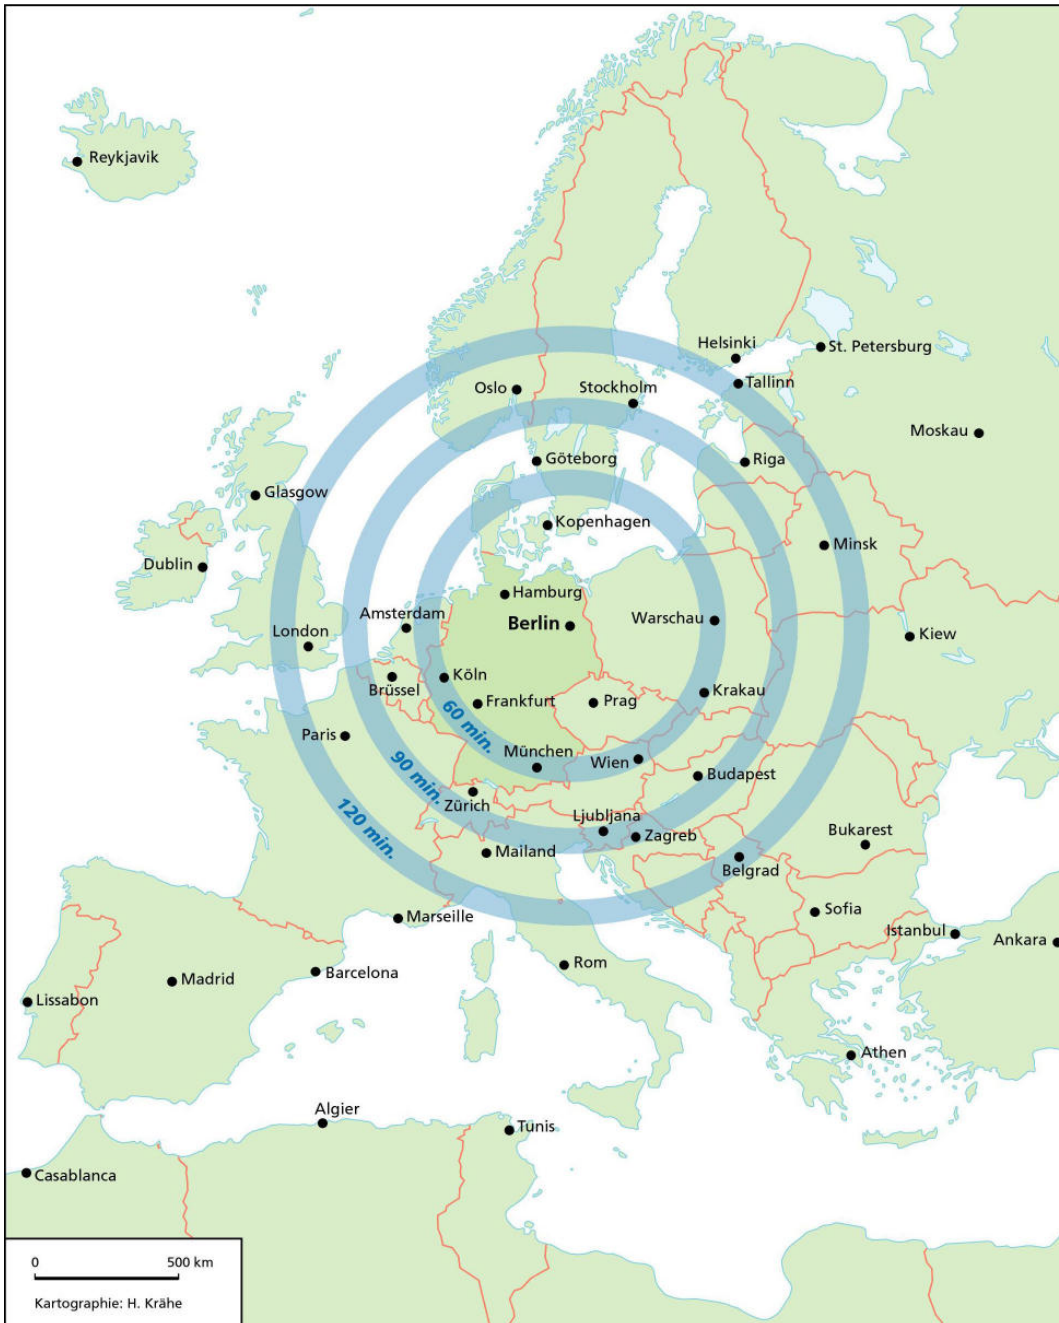 Reykjavik
Helsinki
St. Petersburg
Oslo
Stockholm
Tallinn
Moskau
Göteborg
Riga
Glasgow
Kopenhagen
Minsk
Dublin
Hamburg
Amsterdam
Berlin
Warschau
London
Kiew
Köln
Brüssel
Krakau
Frankfurt
Prag
60 min.
Paris
München
Wien
90 min.
Budapest
Zürich
Ljubljana
120 min.
Zagreb
Bukarest
Mailand
Belgrad
Sofia
Marseille
Istanbul
Ankara
Rom
Barcelona
Madrid
Lissabon
Athen
Algier
Tunis
Casablanca
0 500 km
Kartographie: H. Krähe